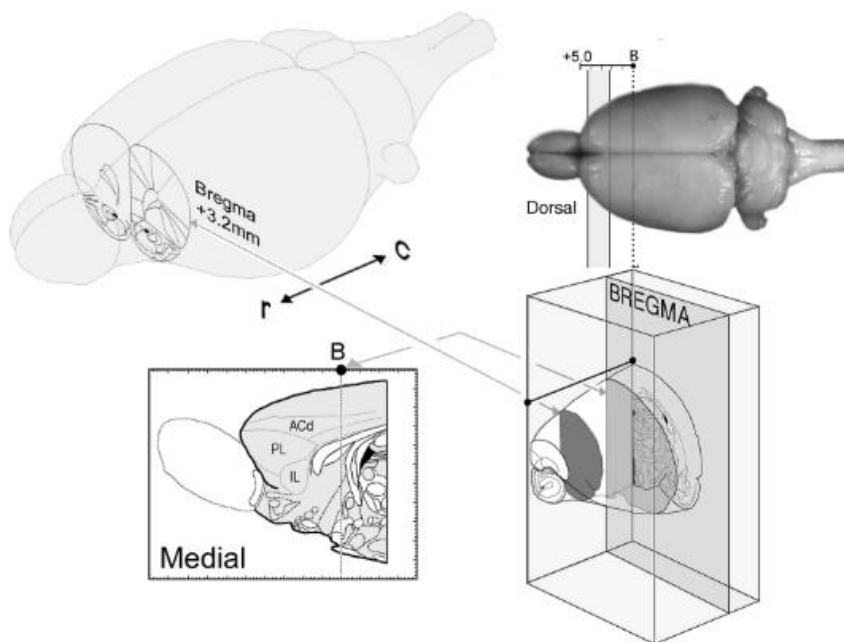 +5.0 B
Bregma
+3.2mm
Dorsal
r
c
BREGMA
B
ACd
PL
IL
Medial